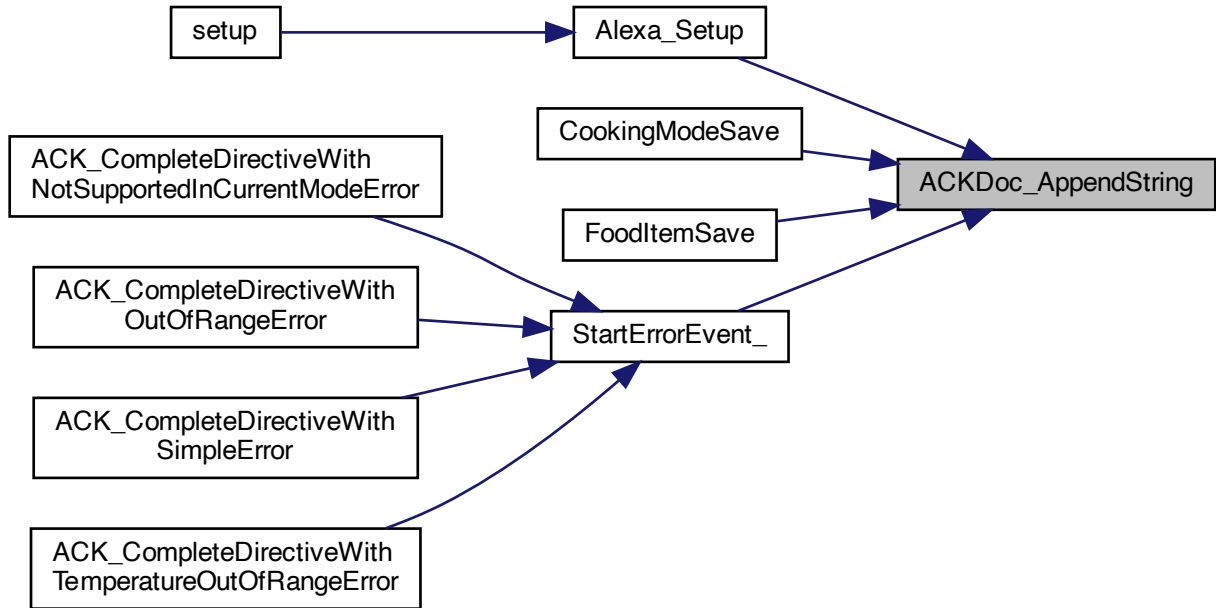 setup
Alexa_Setup
CookingModeSave
ACK_CompleteDirectiveWith
NotSupportedInCurrentModeError
ACKDoc_AppendString
FoodItemSave
ACK_CompleteDirectiveWith
OutOfRangeError
StartErrorEvent_
ACK_CompleteDirectiveWith
SimpleError
ACK_CompleteDirectiveWith
TemperatureOutOfRangeError